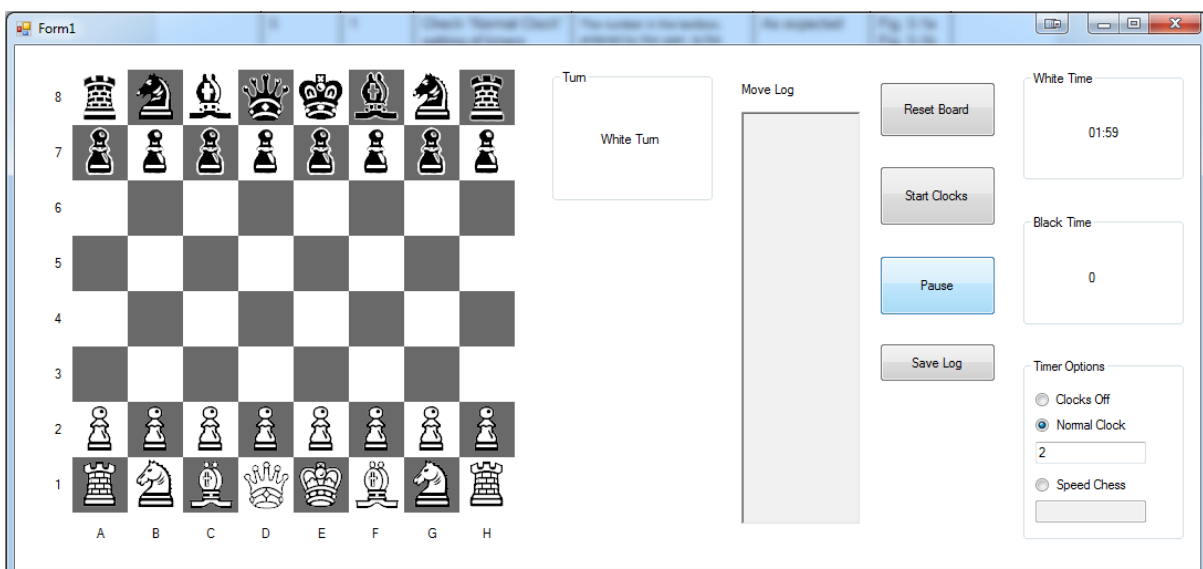 Form1
8
7
6
5
4
3
2
1
A B C D E F G H
Turn
White Turn
Move Log
Reset Board
Start Clocks
Pause
Save Log
White Time
01:59
Black Time
0
Timer Options
Clocks Off
Normal Clock
2
Speed Chess